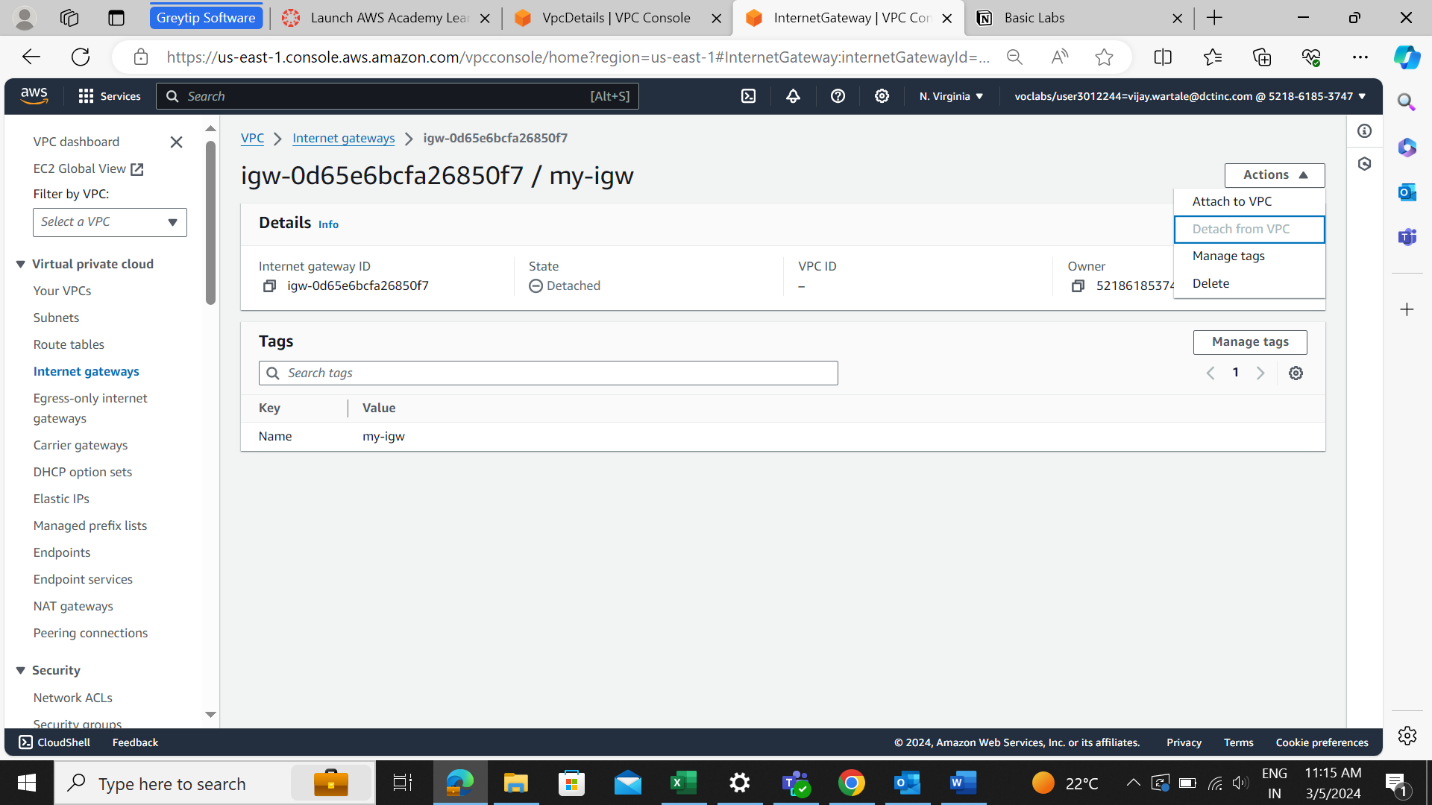 Greytip Software
Launch AWS Academy Lea
VpcDetails | VPC Console
InternetGateway | VPC Con
Basic Labs
https://us-east-1.console.aws.amazon.com/vpcconsole/home?region=us-east-1#InternetGateway:internetGatewayId=...
aws
Services
Search
[Alt+S]
N. Virginia
voclabs/user3012244=vijay.wartale@dctinc.com @ 5218-6185-3747
VPC dashboard
EC2 Global View
Filter by VPC:
Select a VPC
Virtual private cloud
Your VPCs
Subnets
Route tables
Internet gateways
Egress-only internet
gateways
Carrier gateways
DHCP option sets
Elastic IPs
Managed prefix lists
Endpoints
Endpoint services
NAT gateways
Peering connections
Security
Network ACLs
Security groups
VPC
Internet gateways
igw-0d65e6bcfa26850f7
igw-0d65e6bcfa26850f7 / my-igw
Actions
Attach to VPC
Detach from VPC
Manage tags
Delete
Details Info
Internet gateway ID
igw-0d65e6bcfa26850f7
State
Detached
VPC ID
–
Owner
52186185374
Tags
Manage tags
Search tags
1
Key
Value
Name
my-igw
CloudShell
Feedback
© 2024, Amazon Web Services, Inc. or its affiliates.
Privacy
Terms
Cookie preferences
Type here to search
22°C
ENG
IN
11:15 AM
3/5/2024
1